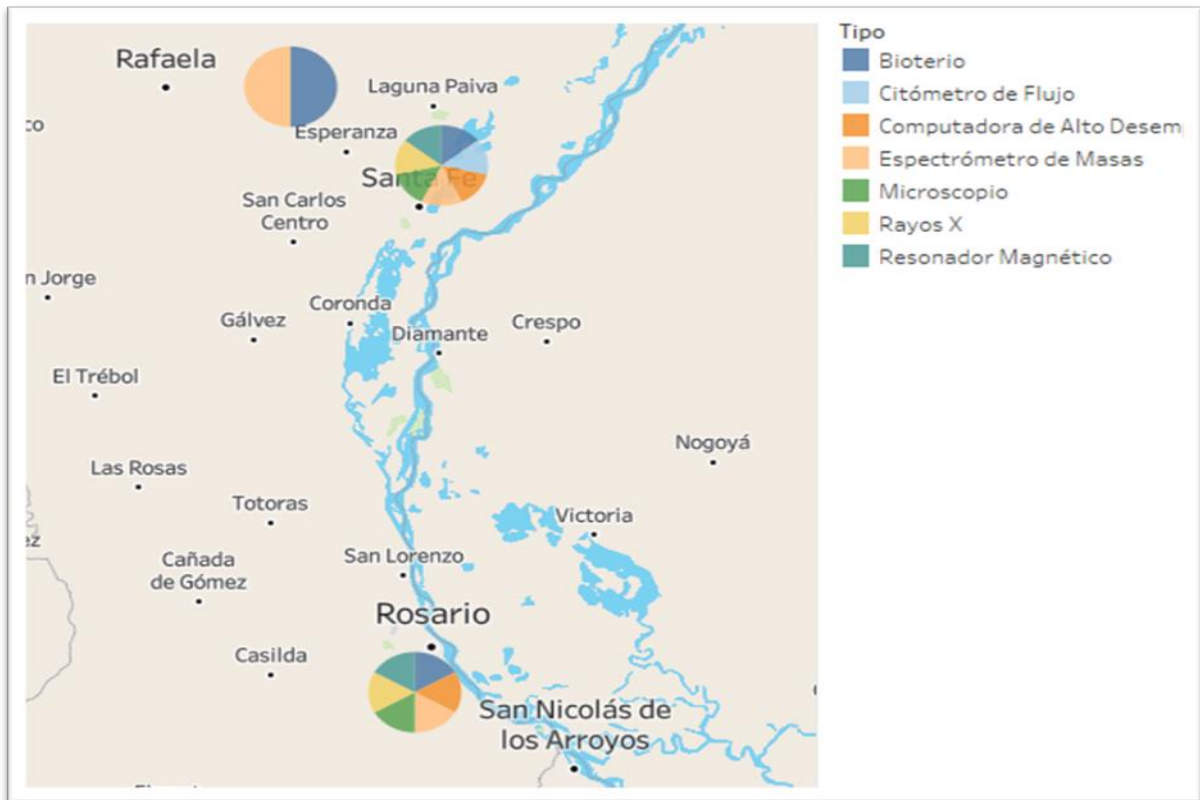 Rafaela
Laguna Paiva
co
Esperanza
Santa Fe
San Carlos
Centro
n Jorge
Coronda
Gálvez
Diamante
Crespo
El Trébol
Nogoyá
Las Rosas
Totoras
Victoria
ez
Cañada
de Gómez
San Lorenzo
Rosario
Casilda
San Nicolás de
los Arroyos
Tipo
Bioterio
Citómetro de Flujo
Computadora de Alto Desem
Espectrómetro de Masas
Microscopio
Rayos X
Resonador Magnético